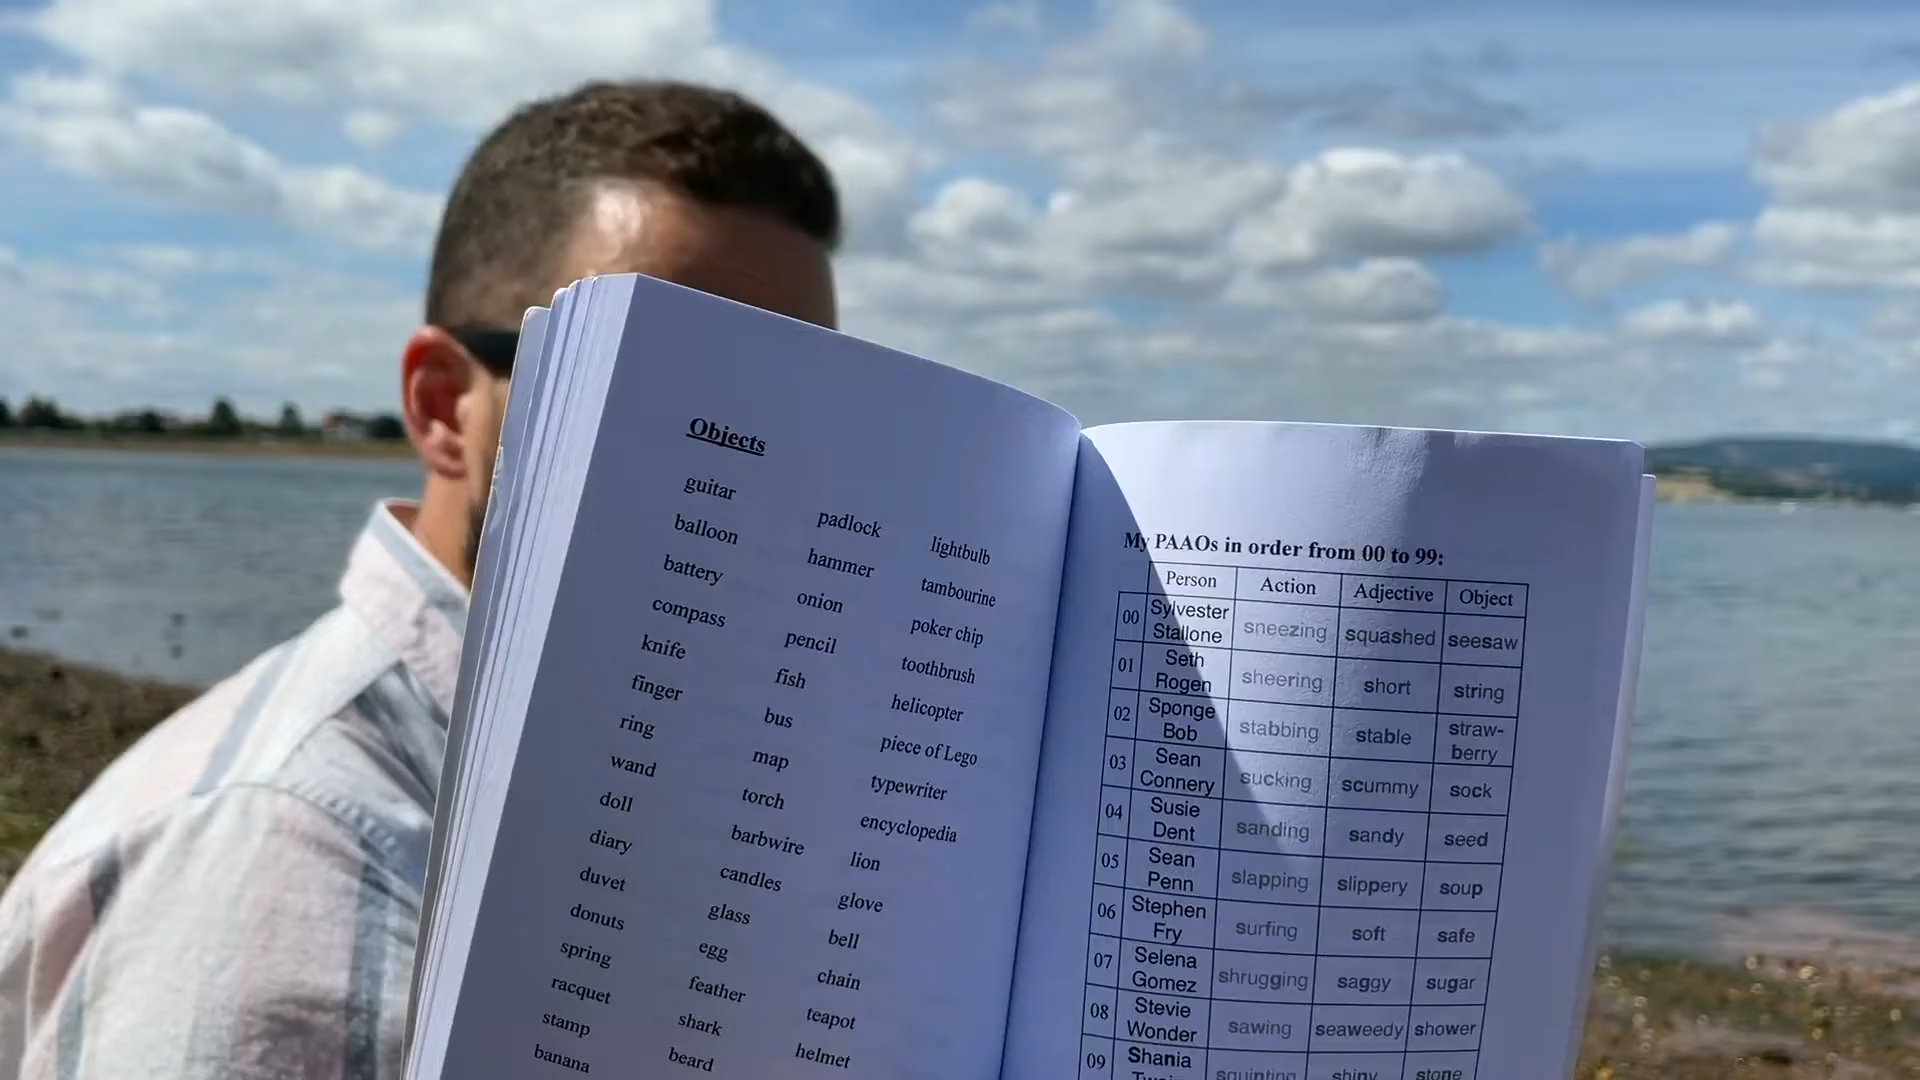 Objects
guitar
balloon
battery
compass
knife
finger
ring
wand
doll
diary
duvet
donuts
spring
racquet
stamp
banana
padlock
hammer
onion
pencil
fish
bus
map
torch
barbwire
candles
glass
egg
feather
shark
beard
lightbulb
tambourine
poker chip
toothbrush
helicopter
piece of Lego
typewriter
encyclopedia
lion
glove
bell
chain
teapot
helmet
My PAAOs in order from 00 to 99:
Person Action Adjective Object
00 Sylvester Stallone sneezing squashed seesaw
01 Seth Rogen sheering short string
02 Sponge Bob stabbing stable straw-berry
03 Sean Connery sucking scummy sock
04 Susie Dent sanding sandy seed
05 Sean Penn slapping slippery soup
06 Stephen Fry surfing soft safe
07 Selena Gomez shrugging saggy sugar
08 Stevie Wonder sawing seaweedy shower
09 Shania squinting shiny stone